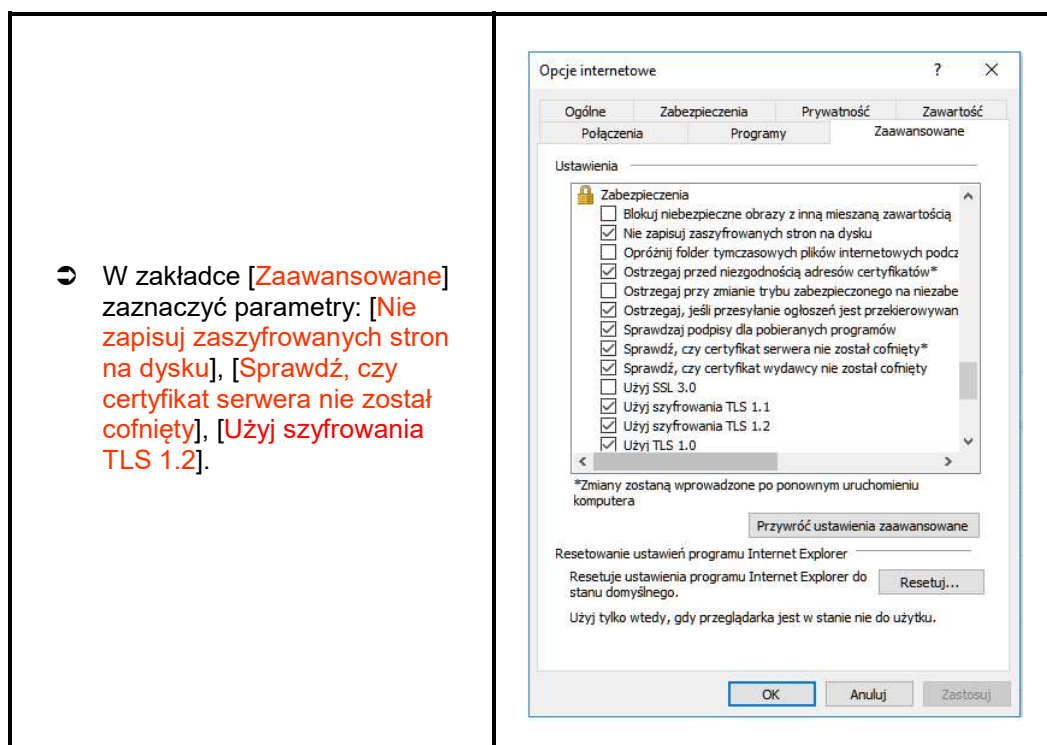 ➲ W zakładce [Zaawansowane]
zaznaczyć parametry: [Nie
zapisuj zaszyfrowanych stron
na dysku], [Sprawdź, czy
certyfikat serwera nie został
cofnięty], [Użyj szyfrowania
TLS 1.2].
Opcje internetowe ? ×
Ogólne Zabezpieczenia Prywatność Zawartość
Połączenia Programy Zaawansowane
Ustawienia
Zabezpieczenia
Blokuj niebezpieczne obrazy z inną mieszaną zawartością
Nie zapisuj zaszyfrowanych stron na dysku
Opróżnij folder tymczasowych plików internetowych podcz
Ostrzegaj przed niezgodnością adresów certyfikatów*
Ostrzegaj przy zmianie trybu zabezpieczonego na niezabe
Ostrzegaj, jeśli przesyłanie ogłoszeń jest przekierowywan
Sprawdzaj podpisy dla pobieranych programów
Sprawdź, czy certyfikat serwera nie został cofnięty*
Sprawdź, czy certyfikat wydawcy nie został cofnięty
Użyj SSL 3.0
Użyj szyfrowania TLS 1.1
Użyj szyfrowania TLS 1.2
Użyj TLS 1.0
*Zmiany zostaną wprowadzone po ponownym uruchomieniu
komputera
Przywróć ustawienia zaawansowane
Resetowanie ustawień programu Internet Explorer
Resetuje ustawienia programu Internet Explorer do
stanu domyślnego.
Resetuj...
Użyj tylko wtedy, gdy przeglądarka jest w stanie nie do użytku.
OK Anuluj Zastosuj